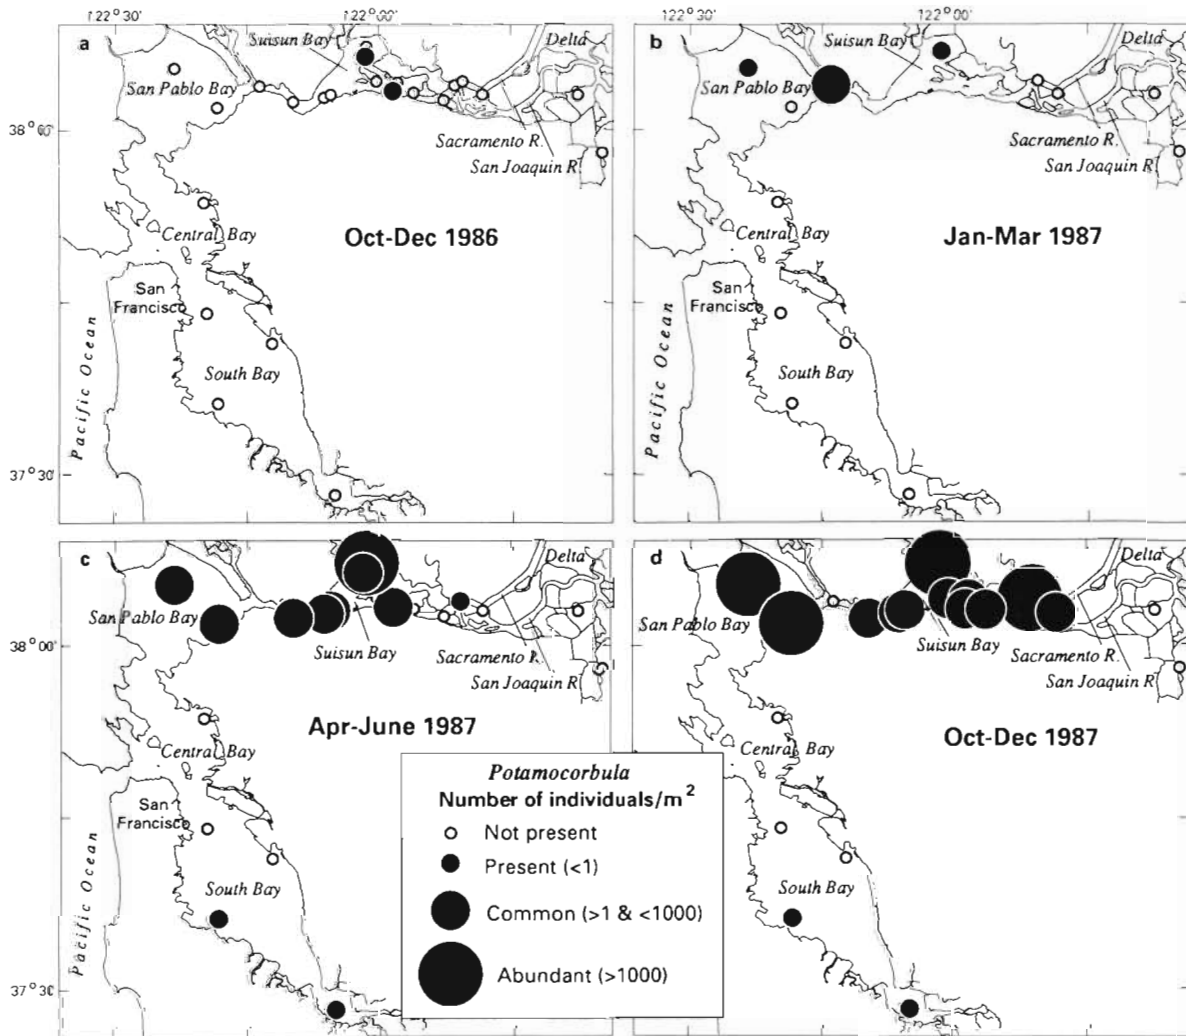 122°30'
122°00'
a
Suisun Bay
Delta
San Pablo Bay
38°00'
Sacramento R.
San Joaquin R.
Central Bay
Oct-Dec 1986
San
Francisco
South Bay
Pacific Ocean
37°30'
122°30'
122°00'
b
Suisun Bay
Delta
San Pablo Bay
Sacramento R.
San Joaquin R.
Central Bay
Jan-Mar 1987
San
Francisco
South Bay
Pacific Ocean
c
Delta
San Pablo Bay
38°00'
Suisun Bay
Sacramento R.
San Joaquin R
Apr-June 1987
Central Bay
San
Francisco
South Bay
Pacific Ocean
37°30'
d
Delta
San Pablo Bay
Suisun Bay
Sacramento R.
San Joaquin R.
Central Bay
Oct-Dec 1987
San
Francisco
South Bay
Potamocorbula
Number of individuals/m²
Not present
Present (<1)
Common (>1 & <1000)
Abundant (>1000)